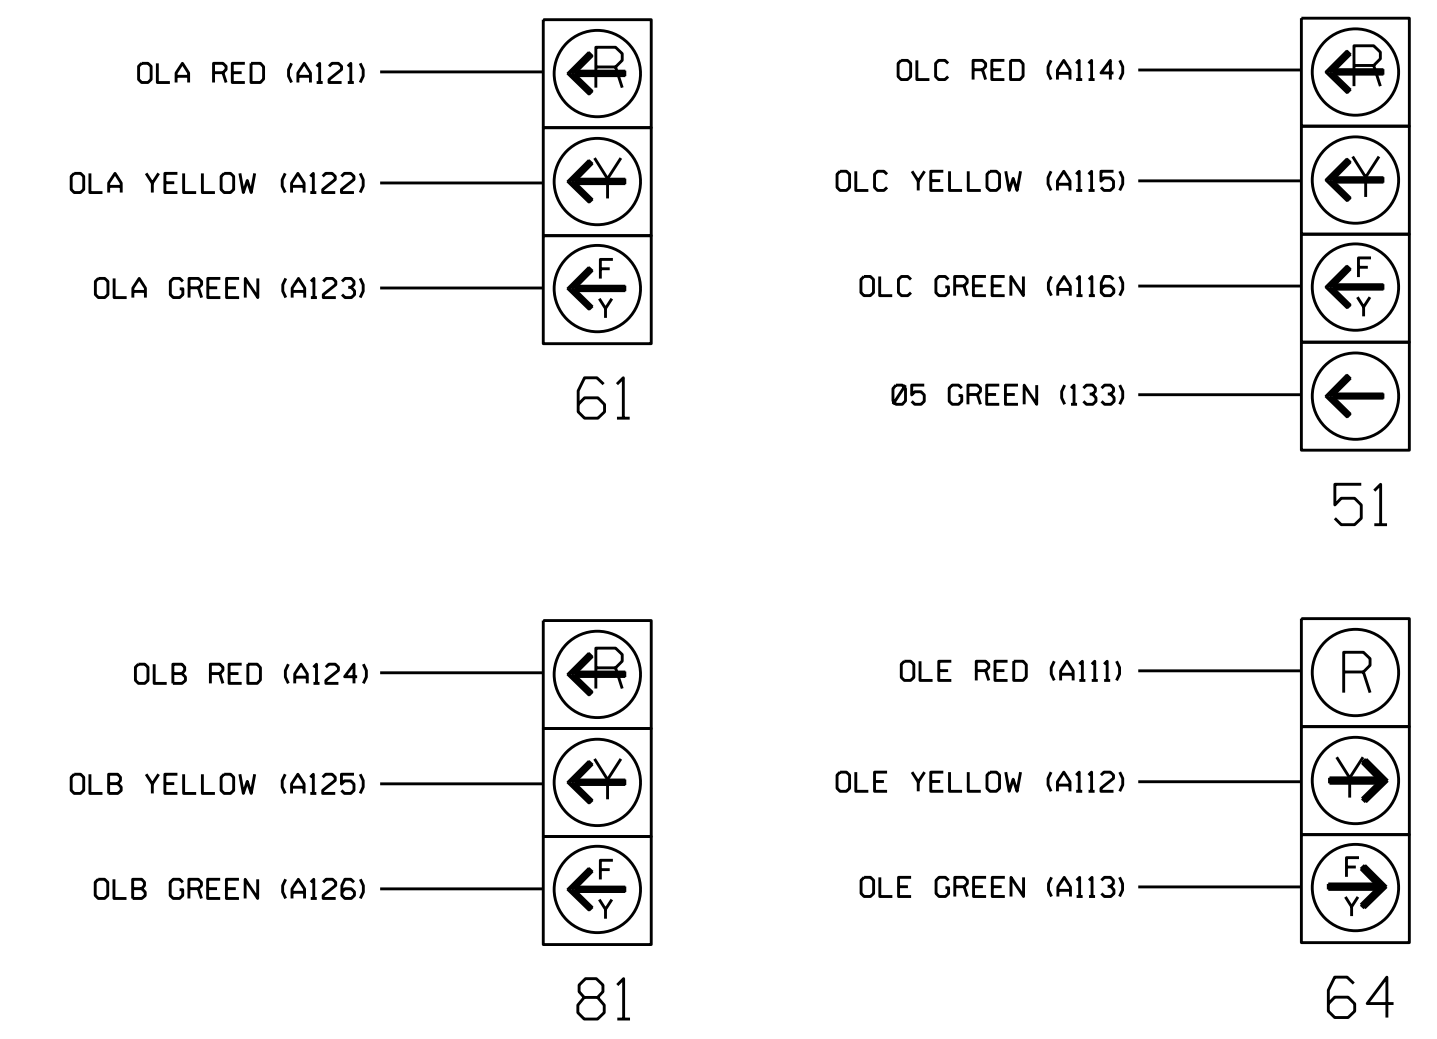 OLA RED (A121)
R
OLA YELLOW (A122)
Y
OLA GREEN (A123)
F
Y
61
OLC RED (A114)
R
OLC YELLOW (A115)
Y
OLC GREEN (A116)
F
Y
Ø5 GREEN (133)
51
OLB RED (A124)
R
OLB YELLOW (A125)
Y
OLB GREEN (A126)
F
Y
81
OLE RED (A111)
R
OLE YELLOW (A112)
Y
OLE GREEN (A113)
F
Y
64